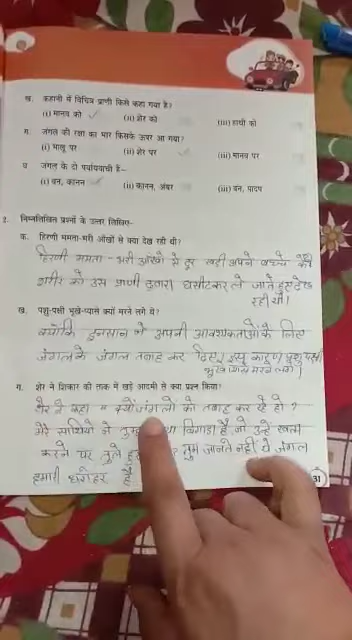 ख. कहानी में विचित्र प्राणी किसे कहा गया है?
(i) मानव को ✓ (ii) शेर को (iii) हाथी को
ग. जंगल की रक्षा का भार किसके ऊपर आ गया?
(i) भालू पर (ii) शेर पर ✓ (iii) मानव पर
घ जंगल के दो पर्यायवाची हैं-
(i) वन, कानन ✓ (ii) कानन, अंबर (iii) वन, पादप
2. निम्नलिखित प्रश्नों के उत्तर लिखिए-
क. हिरणी ममता-भरी आँखों से क्या देख रही थी?
हिरणी ममता - भरी आँखों से दूर खड़ी अपने बच्चे के
शरीर को उस प्राणी द्वारा घसीटकर ले जाते हुए देख
रही थी।
ख. पशु-पक्षी भूखे-प्यासे क्यों मरने लगे थे?
क्योंकि इनसान ने अपनी आवश्यकताओं के लिए
जंगल के जंगल तबाह कर दिए। इस कारण पशु पक्षी
भूखे प्यासे मरने लगे।
ग. शेर ने शिकार की ताक में खड़े आदमी से क्या प्रश्न किया?
शेर ने कहा = क्यों जंगलों को तबाह कर रहे हो?
मेरे साथियों ने बिगाड़ा है जो उन्हें खत्म
करने पर तुले तुम जानते नहीं ये जंगल
हमारी धरोहर हैं
31